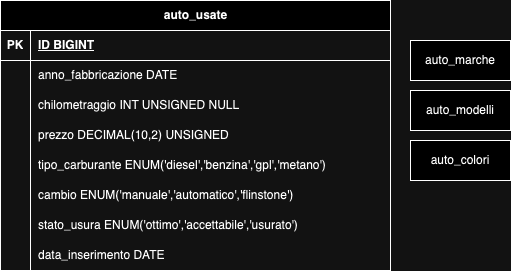 auto_usate
PK ID BIGINT
anno_fabbricazione DATE
chilometraggio INT UNSIGNED NULL
prezzo DECIMAL(10,2) UNSIGNED
tipo_carburante ENUM('diesel','benzina','gpl','metano')
cambio ENUM('manuale','automatico','flinstone')
stato_usura ENUM('ottimo','accettabile','usurato')
data_inserimento DATE
auto_marche
auto_modelli
auto_colori